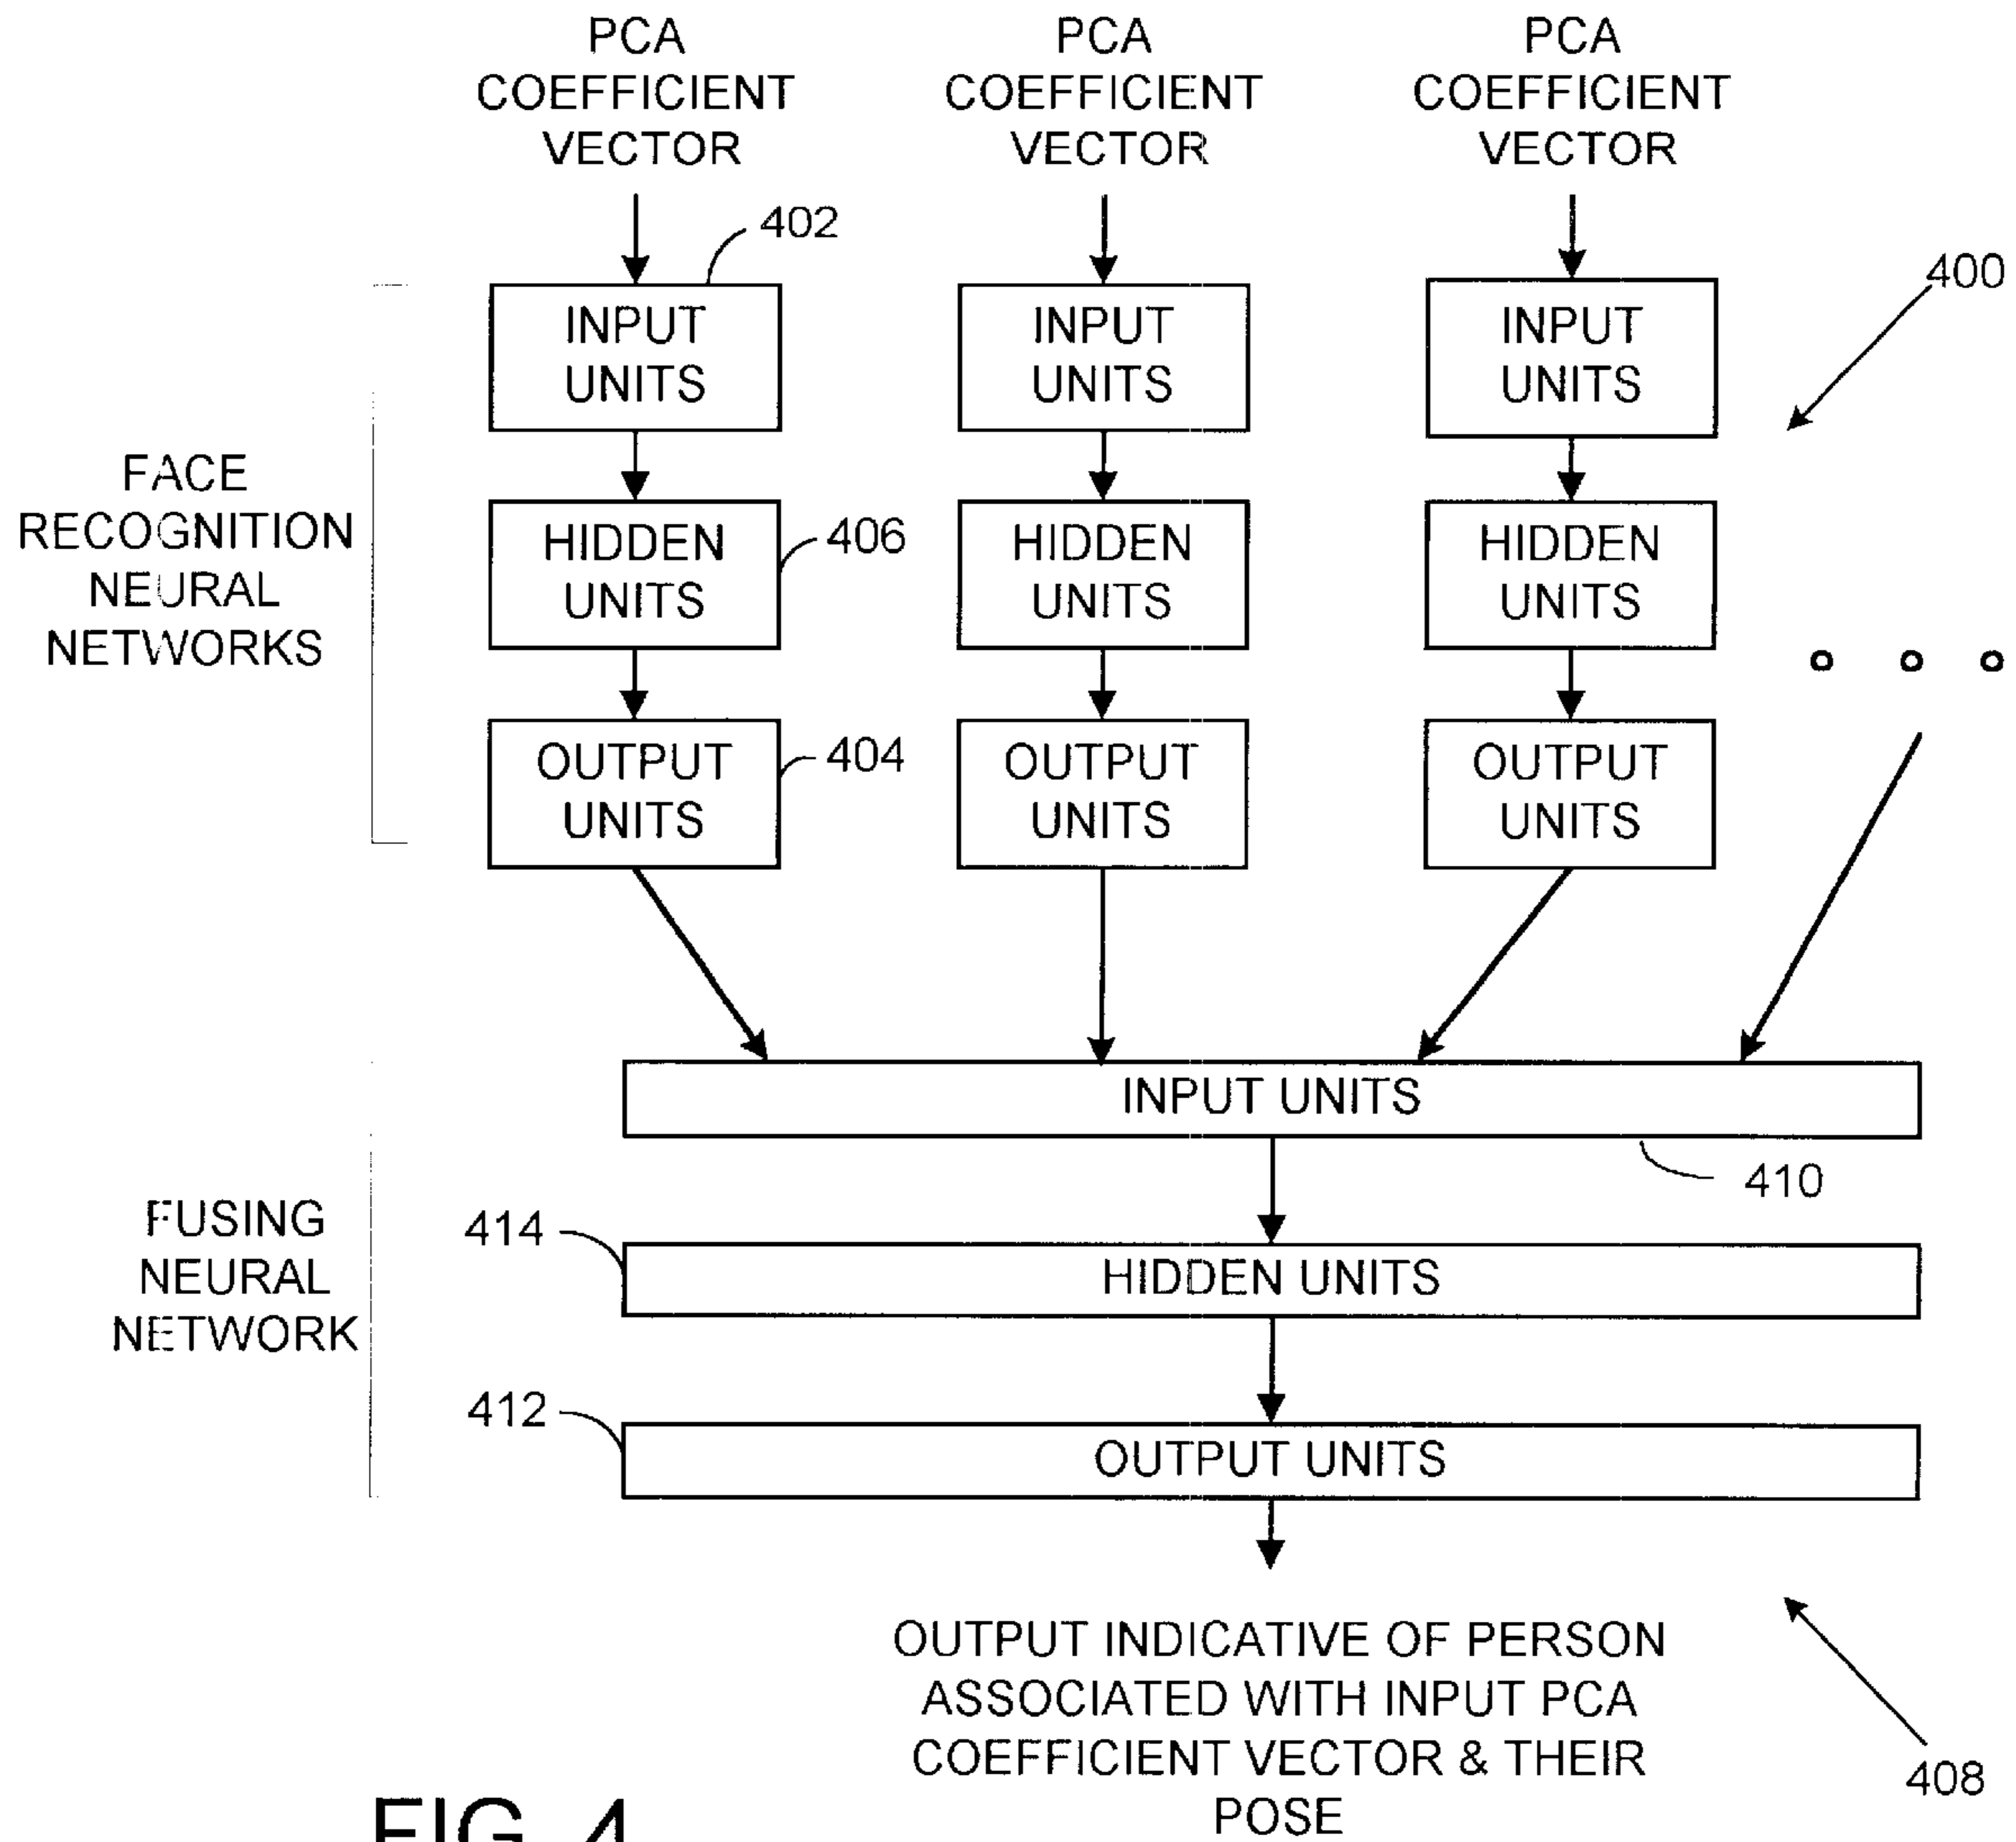 PCA
COEFFICIENT
VECTOR
PCA
COEFFICIENT
VECTOR
PCA
COEFFICIENT
VECTOR
402
400
INPUT
UNITS
INPUT
UNITS
INPUT
UNITS
FACE
RECOGNITION
NEURAL
NETWORKS
HIDDEN
UNITS
406
HIDDEN
UNITS
HIDDEN
UNITS
OUTPUT
UNITS
404
OUTPUT
UNITS
OUTPUT
UNITS
INPUT UNITS
410
FUSING
NEURAL
NETWORK
414
HIDDEN UNITS
412
OUTPUT UNITS
OUTPUT INDICATIVE OF PERSON
ASSOCIATED WITH INPUT PCA
COEFFICIENT VECTOR & THEIR
POSE
408
FIG. 4